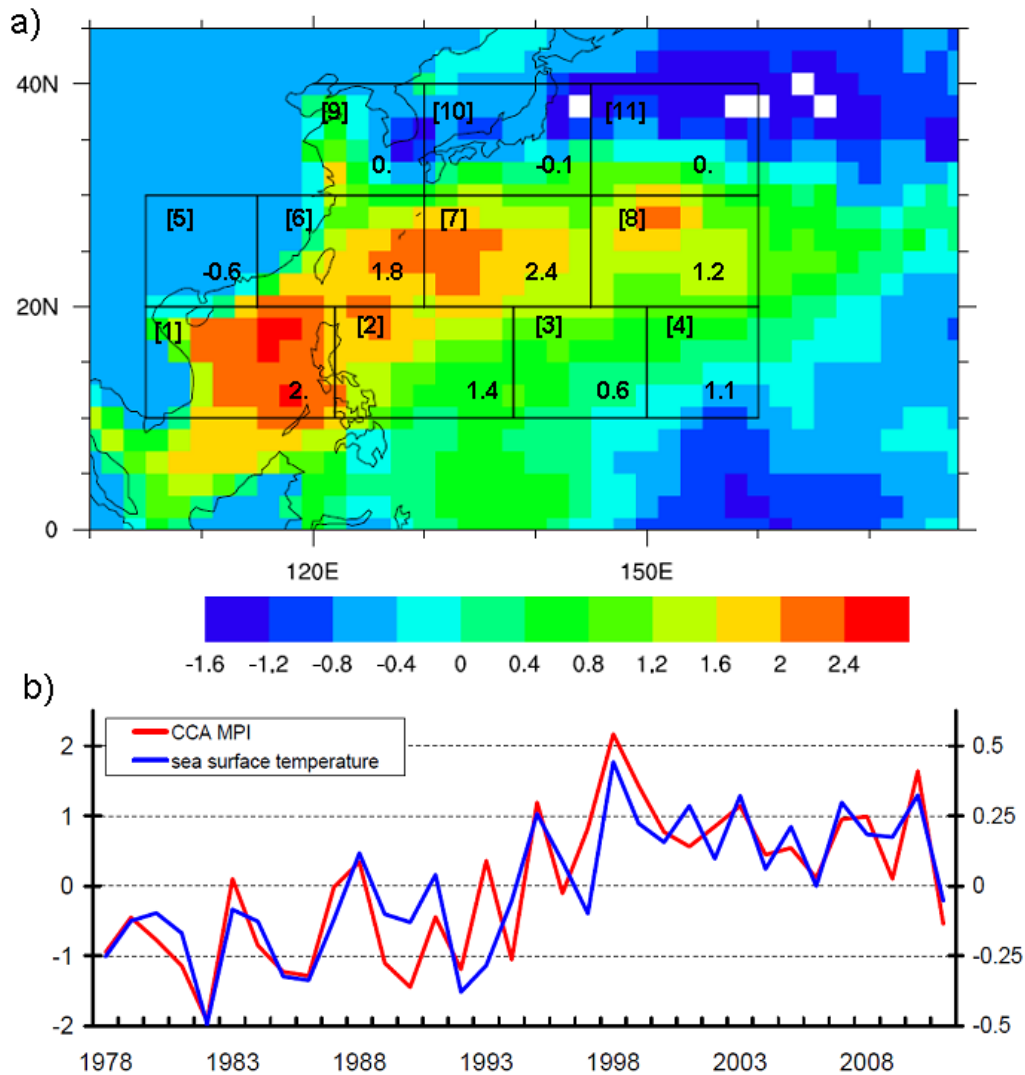 a)
40N
[9] [10] [11]
0. -0.1 0.
[5] [6] [7] [8]
-0.6 1.8 2.4 1.2
20N
[1] [2] [3] [4]
2. 1.4 0.6 1.1
0
120E 150E
-1.6 -1,2 -0.8 -0.4 0 0.4 0.8 1,2 1.6 2 2,4
b)
CCA MPI
sea surface temperature
2 0.5
1 0.25
0 0
-1 -0.25
-2 -0.5
1978 1983 1988 1993 1998 2003 2008